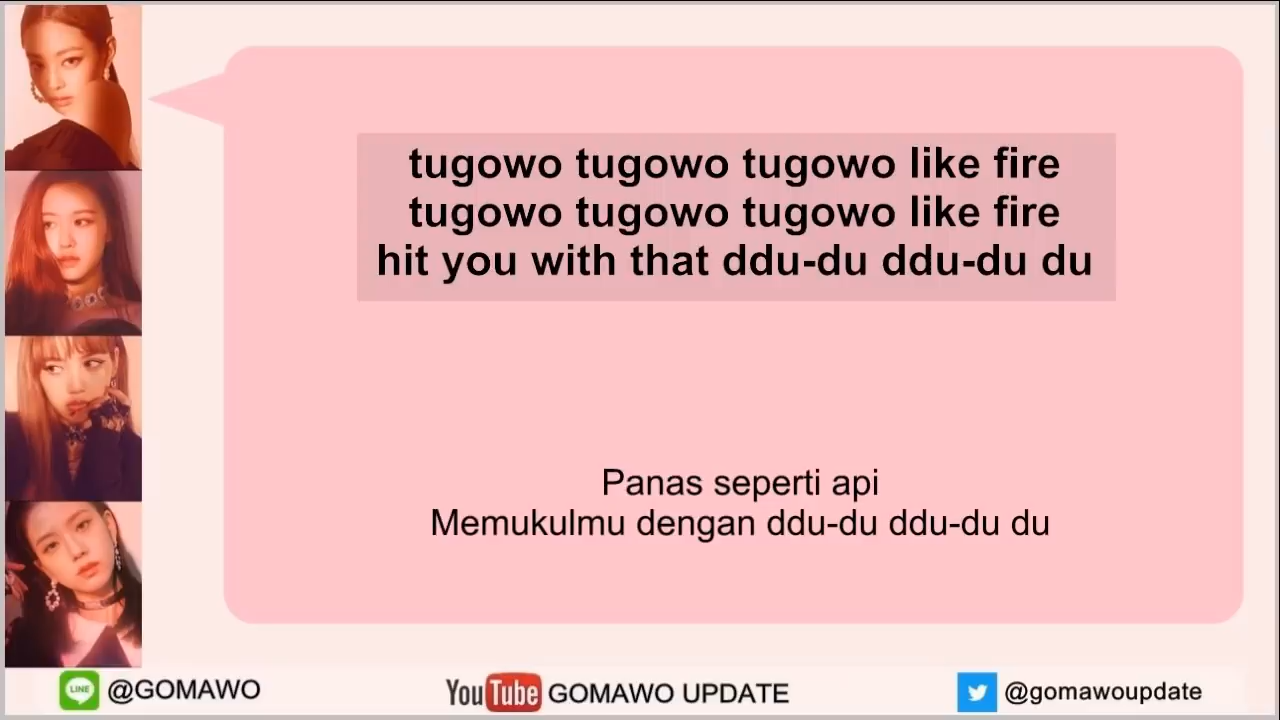 tugowo tugowo tugowo like fire
tugowo tugowo tugowo like fire
hit you with that ddu-du ddu-du du
Panas seperti api
Memukulmu dengan ddu-du ddu-du du
LINE @GOMAWO
YouTube GOMAWO UPDATE
@gomawoupdate